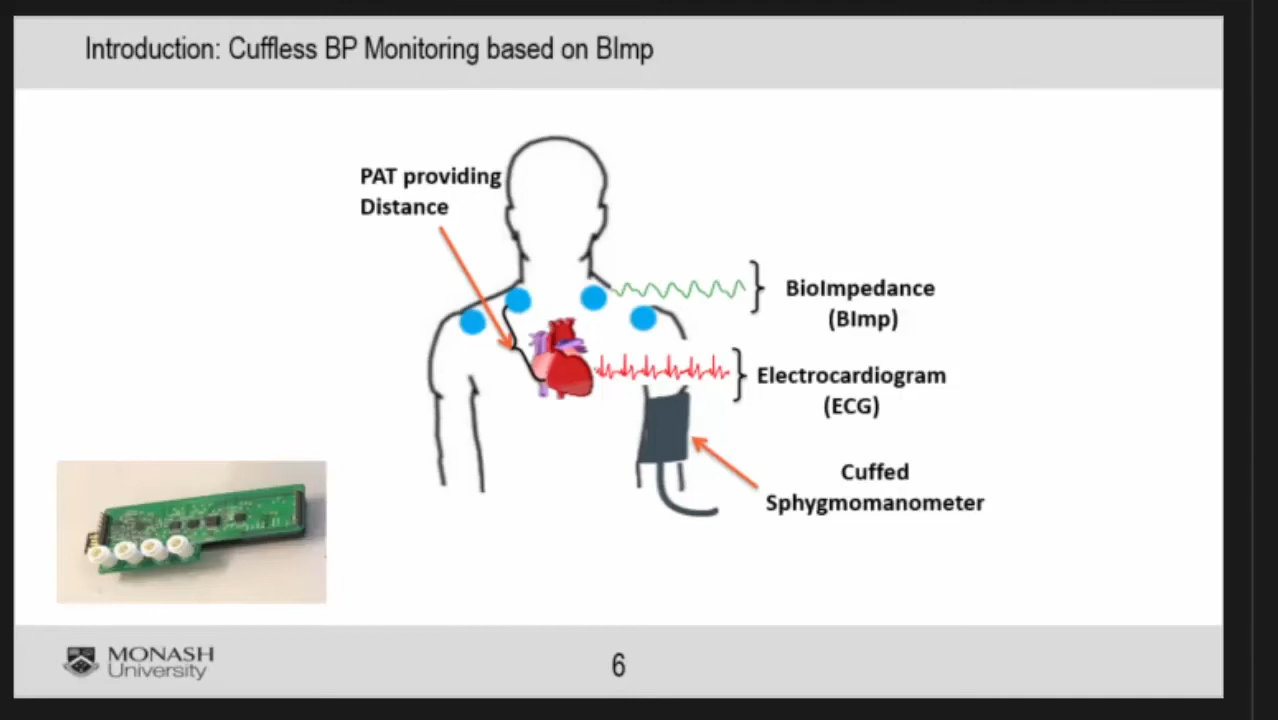 Introduction: Cuffless BP Monitoring based on BImp
PAT providing
Distance
BioImpedance
(BImp)
Electrocardiogram
(ECG)
Cuffed
Sphygmomanometer
MONASH
University
6